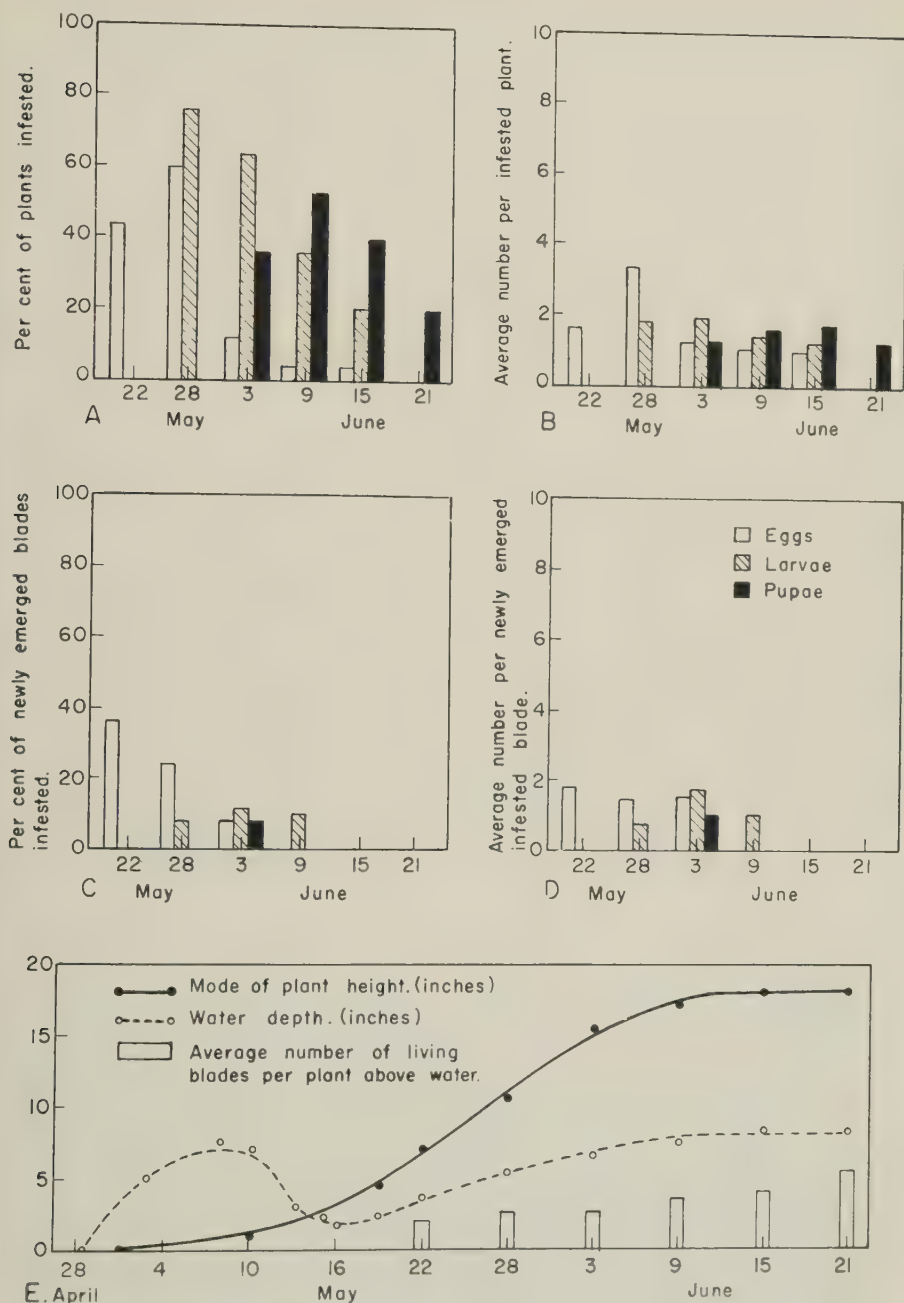 Per cent of plants infested.
100
80
60
40
20
0
22 28 3 9 15 21
A May June
Average number per infested plant.
10
8
6
4
2
0
22 28 3 9 15 21
B May June
Per cent of newly emerged blades
infested.
100
80
60
40
20
0
22 28 3 9 15 21
C May June
Average number per newly emerged
infested blade.
10
8
6
4
2
0
Eggs
Larvae
Pupae
22 28 3 9 15 21
D May June
20
15
10
5
0
Mode of plant height. (inches)
Water depth. (inches)
Average number of living
blades per plant above water.
28 4 10 16 22 28 3 9 15 21
E. April May June